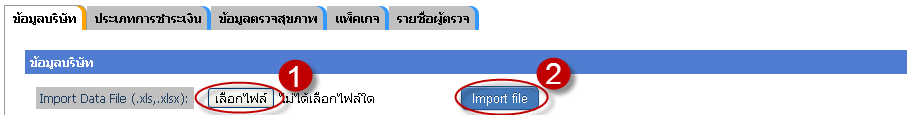 ข้อมูลบริษัท ประเภทการชำระเงิน ข้อมูลตรวจสุขภาพ แพ็คเกจ รายชื่อผู้ตรวจ
ข้อมูลบริษัท
1 2
Import Data File (.xls,.xlsx): เลือกไฟล์ ไม่ได้เลือกไฟล์ใด Import file